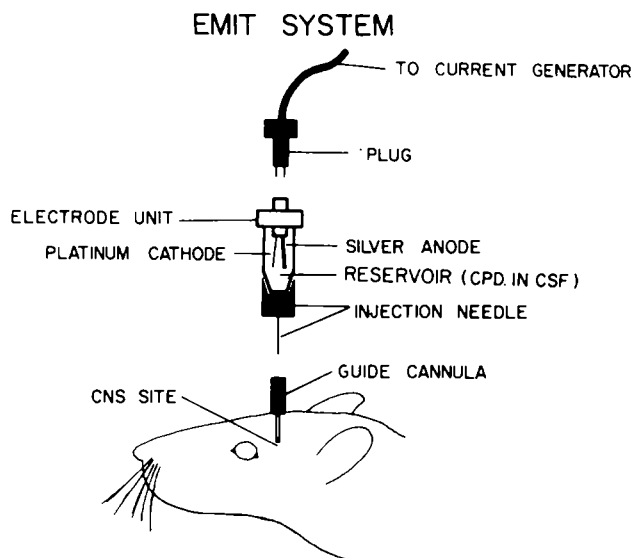 EMIT SYSTEM
TO CURRENT GENERATOR
PLUG
ELECTRODE UNIT
PLATINUM CATHODE
SILVER ANODE
RESERVOIR (CPD. IN CSF)
INJECTION NEEDLE
GUIDE CANNULA
CNS SITE